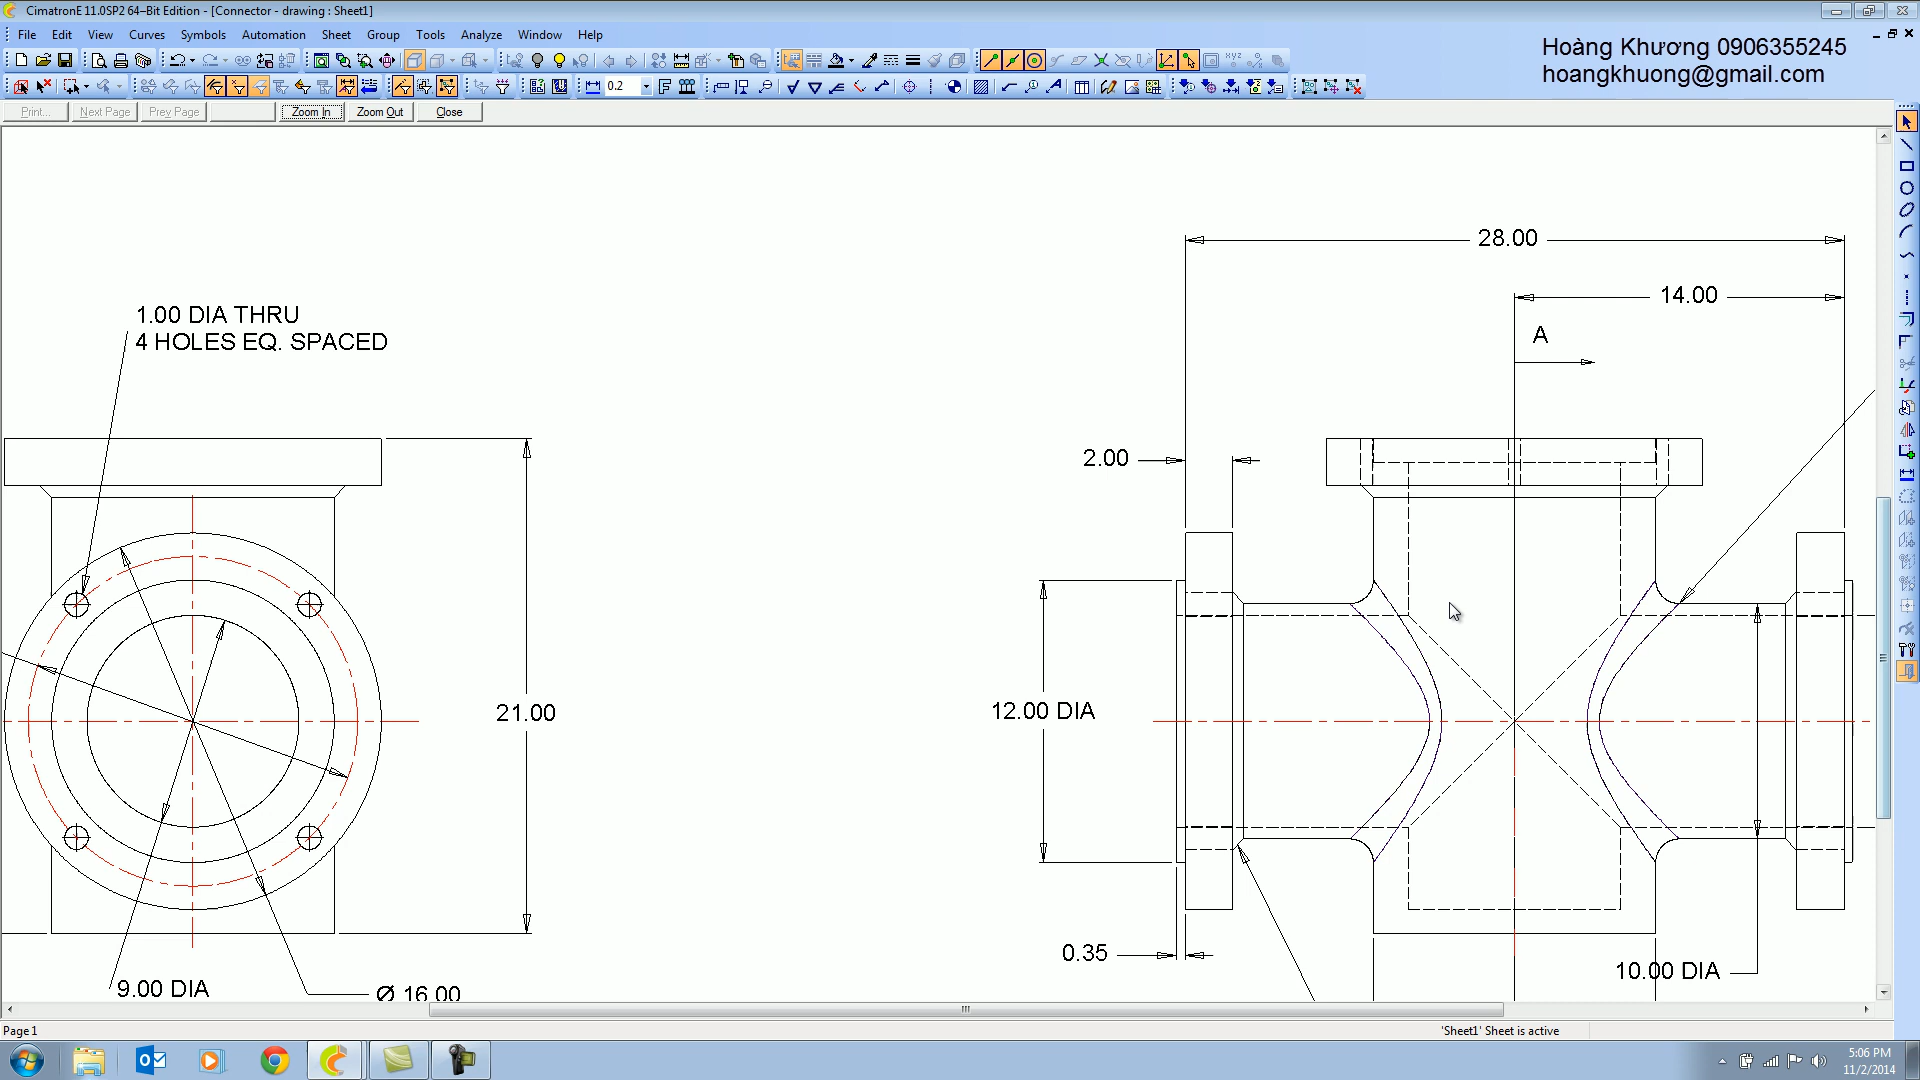 CimatronE 11.0SP2 64–Bit Edition - [Connector - drawing : Sheet1]
File Edit View Curves Symbols Automation Sheet Group Tools Analyze Window Help
Hoàng Khương 0906355245
hoangkhuong@gmail.com
0.2
Print... Next Page Prev Page Zoom In Zoom Out Close
28.00
14.00
1.00 DIA THRU
4 HOLES EQ. SPACED
A
2.00
21.00
12.00 DIA
0.35
10.00 DIA
9.00 DIA
Ø 16.00
Page 1
'Sheet1' Sheet is active
5:06 PM
11/2/2014